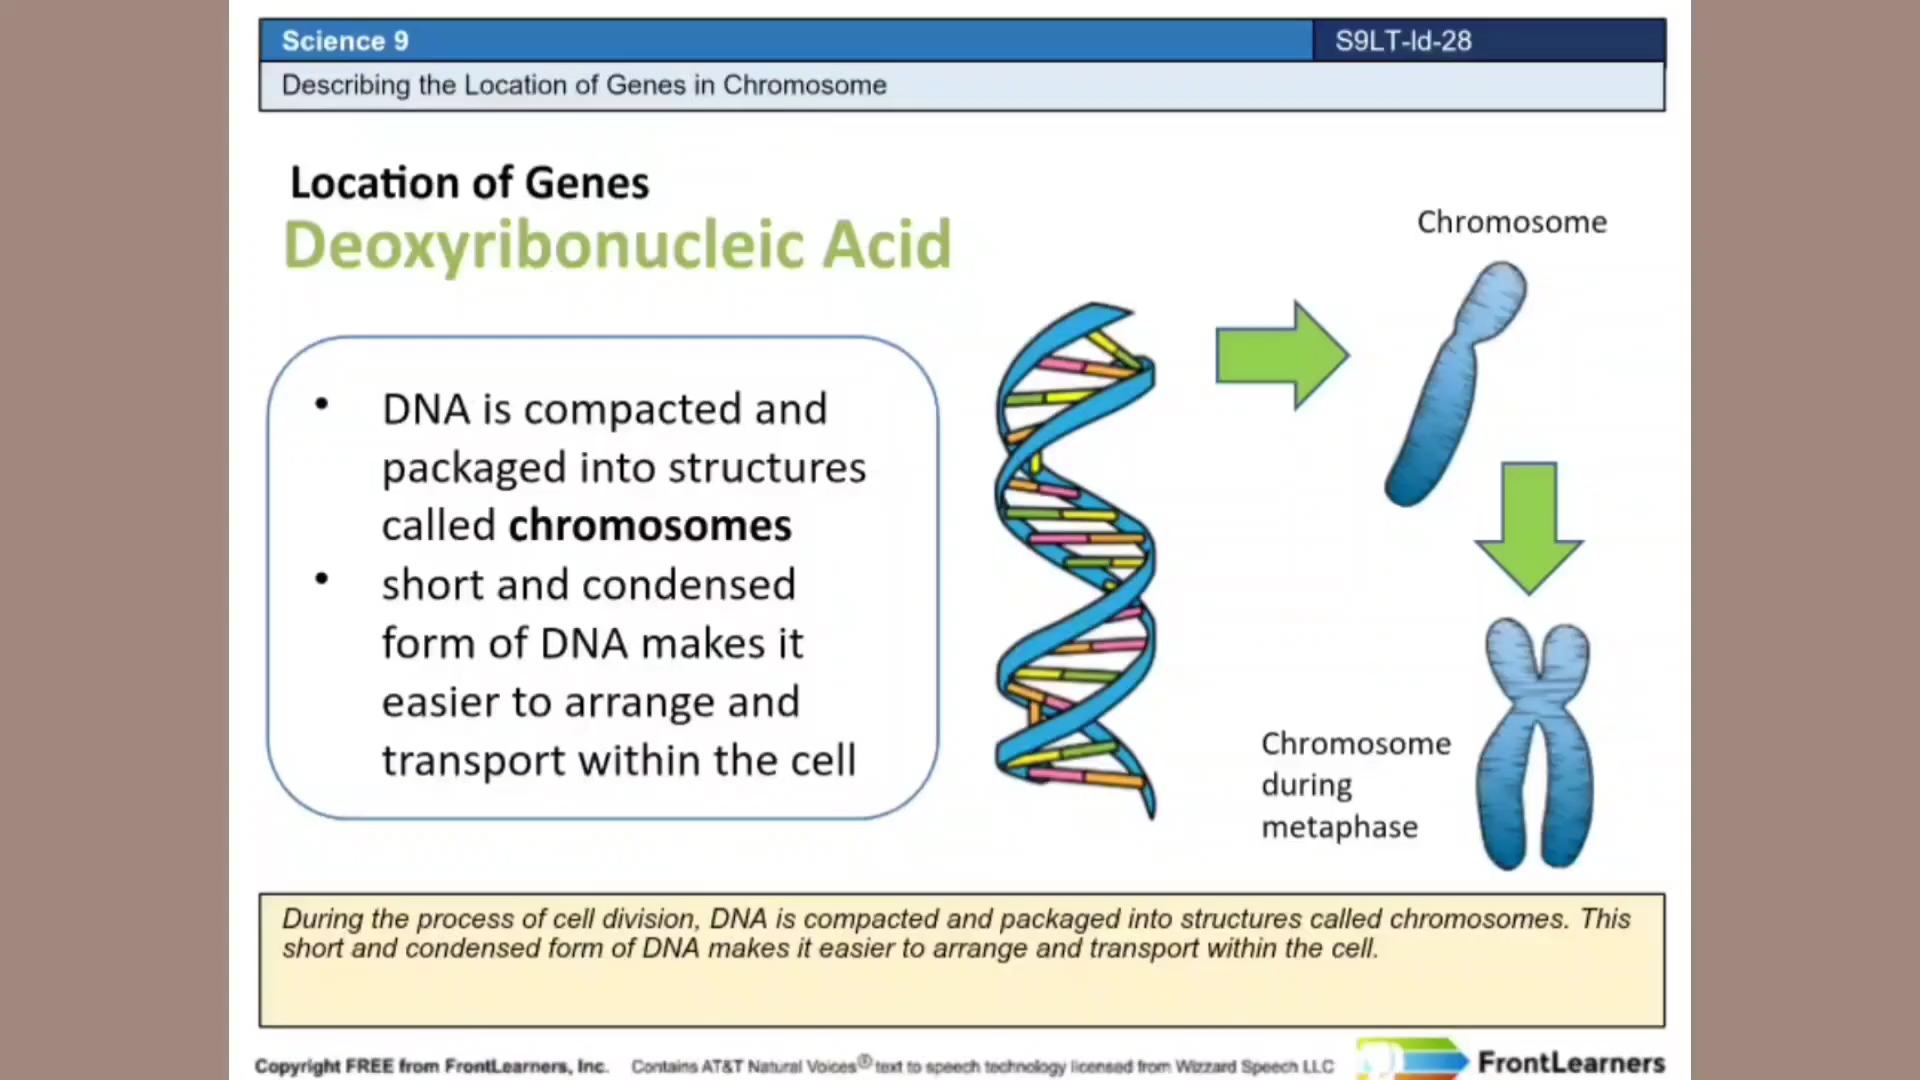 Science 9
S9LT-Id-28
Describing the Location of Genes in Chromosome
Location of Genes
Deoxyribonucleic Acid
• DNA is compacted and
packaged into structures
called chromosomes
• short and condensed
form of DNA makes it
easier to arrange and
transport within the cell
Chromosome
Chromosome
during
metaphase
During the process of cell division, DNA is compacted and packaged into structures called chromosomes. This
short and condensed form of DNA makes it easier to arrange and transport within the cell.
Copyright FREE from FrontLearners, Inc. Contains AT&T Natural Voices® text to speech technology licensed from Wizzard Speech LLC
FrontLearners